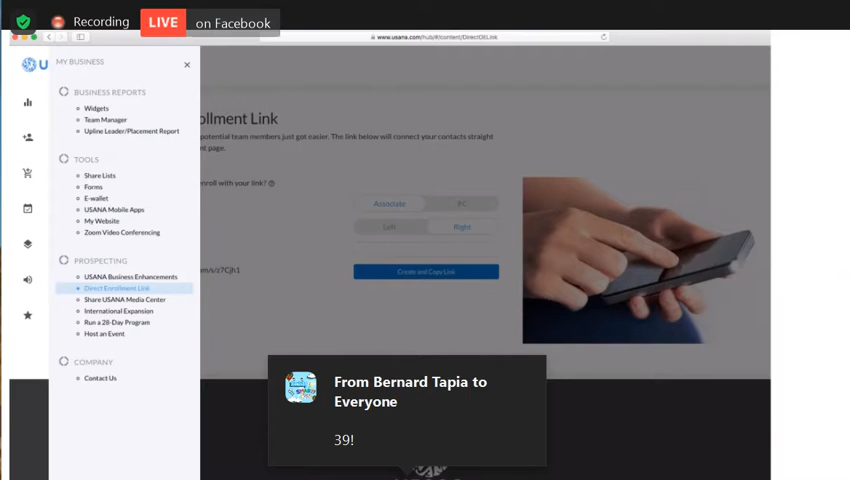 Recording
LIVE
on Facebook
www.usana.com/hub/#/content/DirectOELink
U
MY BUSINESS
BUSINESS REPORTS
Widgets
Team Manager
Upline Leader/Placement Report
TOOLS
Share Lists
Forms
E-wallet
USANA Mobile Apps
My Website
Zoom Video Conferencing
PROSPECTING
USANA Business Enhancements
Direct Enrollment Link
Share USANA Media Center
International Expansion
Run a 28-Day Program
Host an Event
COMPANY
Contact Us
ollment Link
potential team members just got easier. The link below will connect your contacts straight
nt page.
enroll with your link?
Associate
PC
Left
Right
om/s/z7Cjh1
Create and Copy Link
From Bernard Tapia to
Everyone
39!